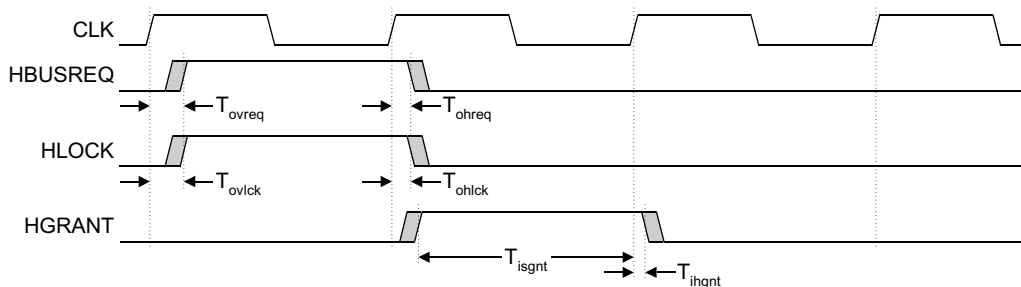 CLK
HBUSREQ
Tovreq
Tohreq
HLOCK
Tovlck
Tohlck
HGRANT
Tisgnt
Tihgnt